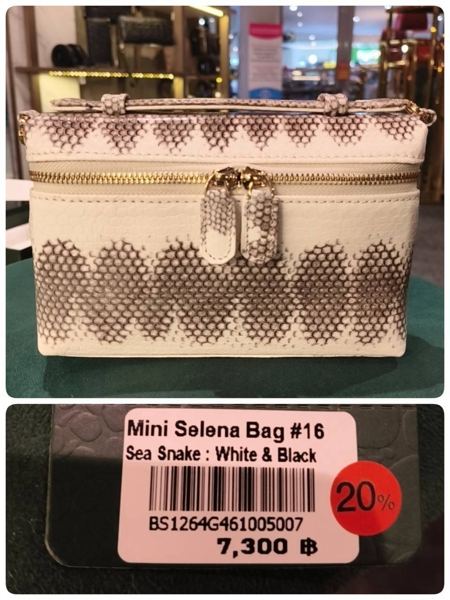 Mini Selena Bag #16
Sea Snake : White & Black
20%
BS1264G461005007
7,300 ฿